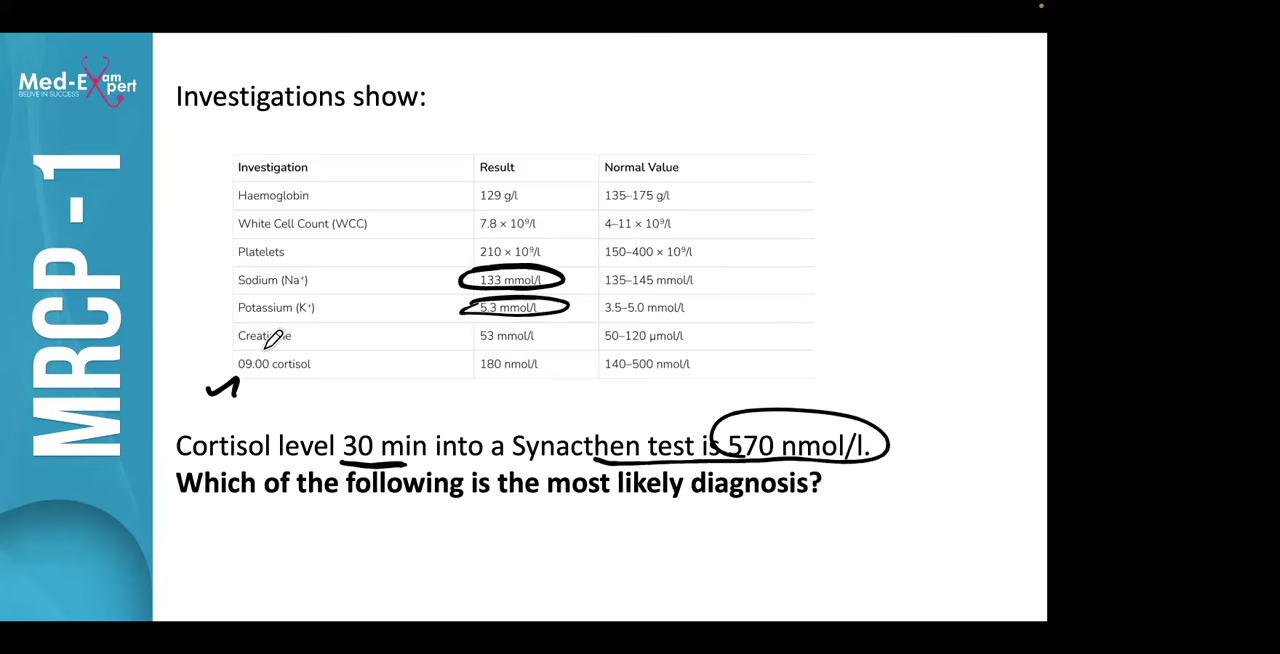 Med-Exam Expert
BELIVE IN SUCCESS
MRCP - 1
Investigations show:
Investigation Result Normal Value
Haemoglobin 129 g/l 135–175 g/l
White Cell Count (WCC) 7.8 × 10⁹/l 4–11 × 10⁹/l
Platelets 210 × 10⁹/l 150–400 × 10⁹/l
Sodium (Na⁺) 133 mmol/l 135–145 mmol/l
Potassium (K⁺) 5.3 mmol/l 3.5–5.0 mmol/l
Creatinine 53 mmol/l 50–120 µmol/l
09.00 cortisol 180 nmol/l 140–500 nmol/l
Cortisol level 30 min into a Synacthen test is 570 nmol/l.
Which of the following is the most likely diagnosis?